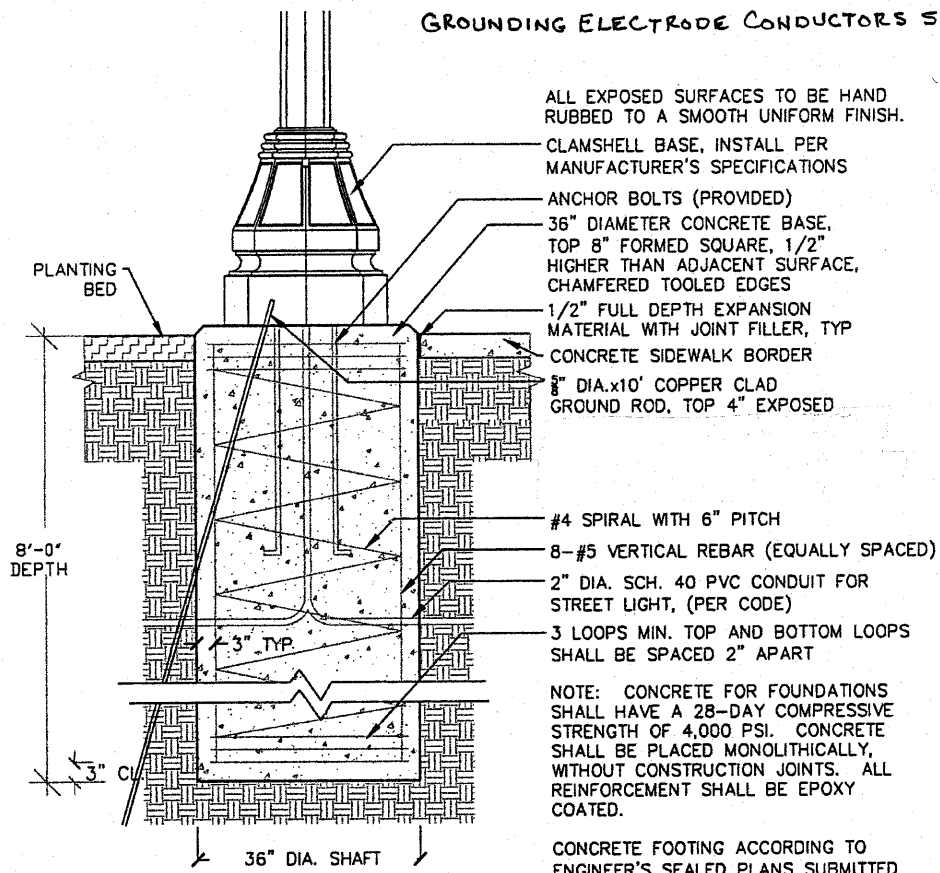 GROUNDING ELECTRODE CONDUCTORS S
ALL EXPOSED SURFACES TO BE HAND
RUBBED TO A SMOOTH UNIFORM FINISH.
CLAMSHELL BASE, INSTALL PER
MANUFACTURER'S SPECIFICATIONS
ANCHOR BOLTS (PROVIDED)
36" DIAMETER CONCRETE BASE,
TOP 8" FORMED SQUARE, 1/2"
HIGHER THAN ADJACENT SURFACE,
CHAMFERED TOOLED EDGES
PLANTING
BED
1/2" FULL DEPTH EXPANSION
MATERIAL WITH JOINT FILLER, TYP
CONCRETE SIDEWALK BORDER
5/8" DIA.x10' COPPER CLAD
GROUND ROD, TOP 4" EXPOSED
#4 SPIRAL WITH 6" PITCH
8-#5 VERTICAL REBAR (EQUALLY SPACED)
8'-0"
DEPTH
2" DIA. SCH. 40 PVC CONDUIT FOR
STREET LIGHT, (PER CODE)
3" TYP.
3 LOOPS MIN. TOP AND BOTTOM LOOPS
SHALL BE SPACED 2" APART
NOTE: CONCRETE FOR FOUNDATIONS
SHALL HAVE A 28-DAY COMPRESSIVE
STRENGTH OF 4,000 PSI. CONCRETE
SHALL BE PLACED MONOLITHICALLY,
WITHOUT CONSTRUCTION JOINTS. ALL
REINFORCEMENT SHALL BE EPOXY
COATED.
3" CL.
36" DIA. SHAFT
CONCRETE FOOTING ACCORDING TO
ENGINEER'S SEALED PLANS SUBMITTED